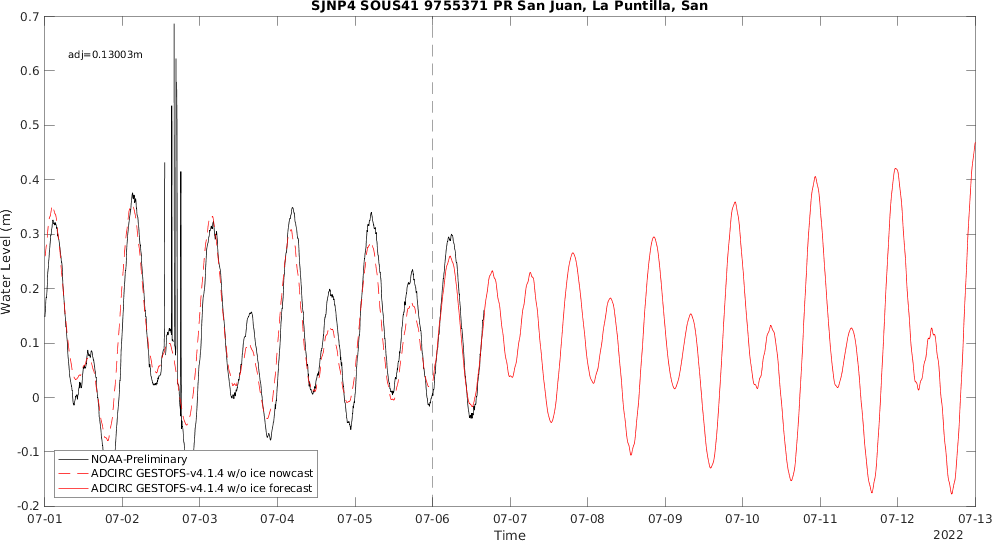 SJNP4 SOUS41 9755371 PR San Juan, La Puntilla, San
adj=0.13003m
Water Level (m)
0.7
0.6
0.5
0.4
0.3
0.2
0.1
0
-0.1
-0.2
NOAA-Preliminary
ADCIRC GESTOFS-v4.1.4 w/o ice nowcast
ADCIRC GESTOFS-v4.1.4 w/o ice forecast
07-01 07-02 07-03 07-04 07-05 07-06 07-07 07-08 07-09 07-10 07-11 07-12 07-13
Time
2022